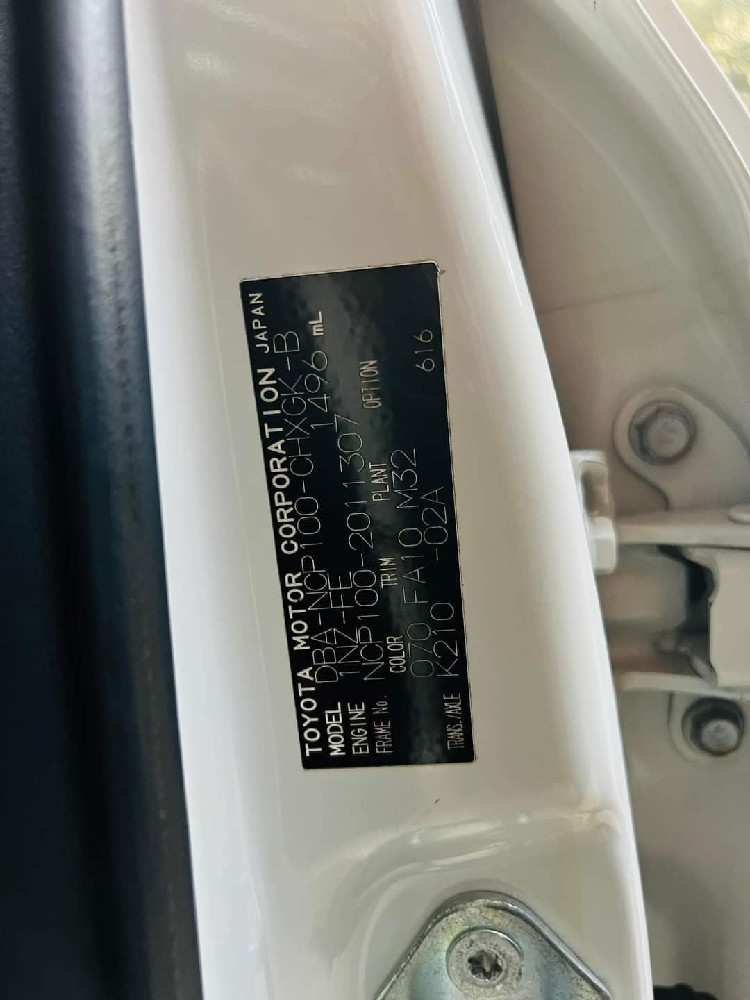 TOYOTA MOTOR CORPORATION JAPAN
MODEL DBA-NCP100-CHXGK-B
ENGINE 1NZ-FE 1496 mL
FRAME No. NCP100-2011307
COLOR TRIM PLANT OPTION
070 FA10 M32
TRANS./AXLE K210 -02A 616